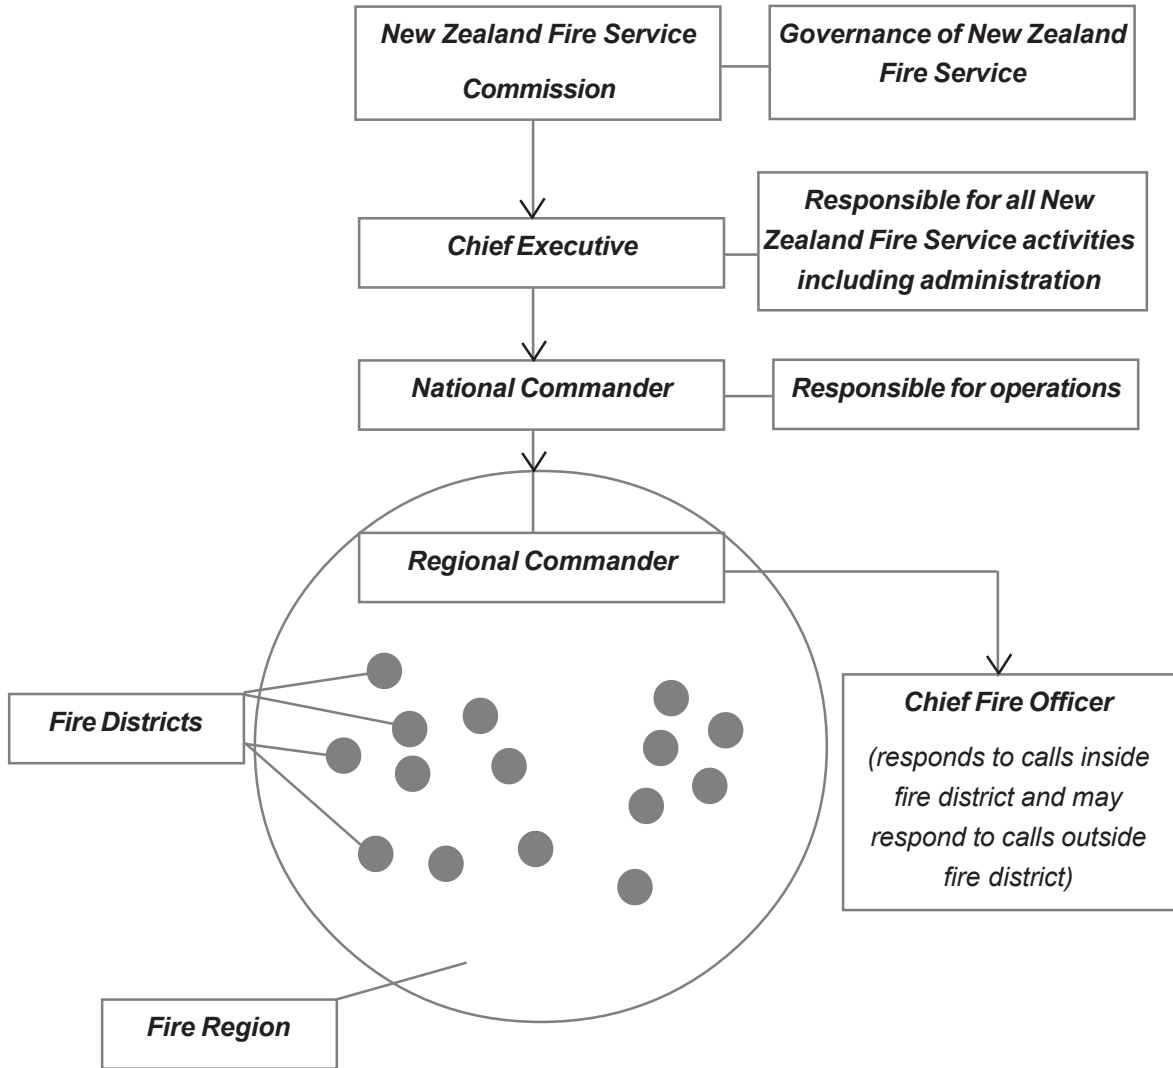 New Zealand Fire Service
Commission
Governance of New Zealand
Fire Service
Chief Executive
Responsible for all New
Zealand Fire Service activities
including administration
National Commander
Responsible for operations
Regional Commander
Fire Districts
Chief Fire Officer
(responds to calls inside
fire district and may
respond to calls outside
fire district)
Fire Region